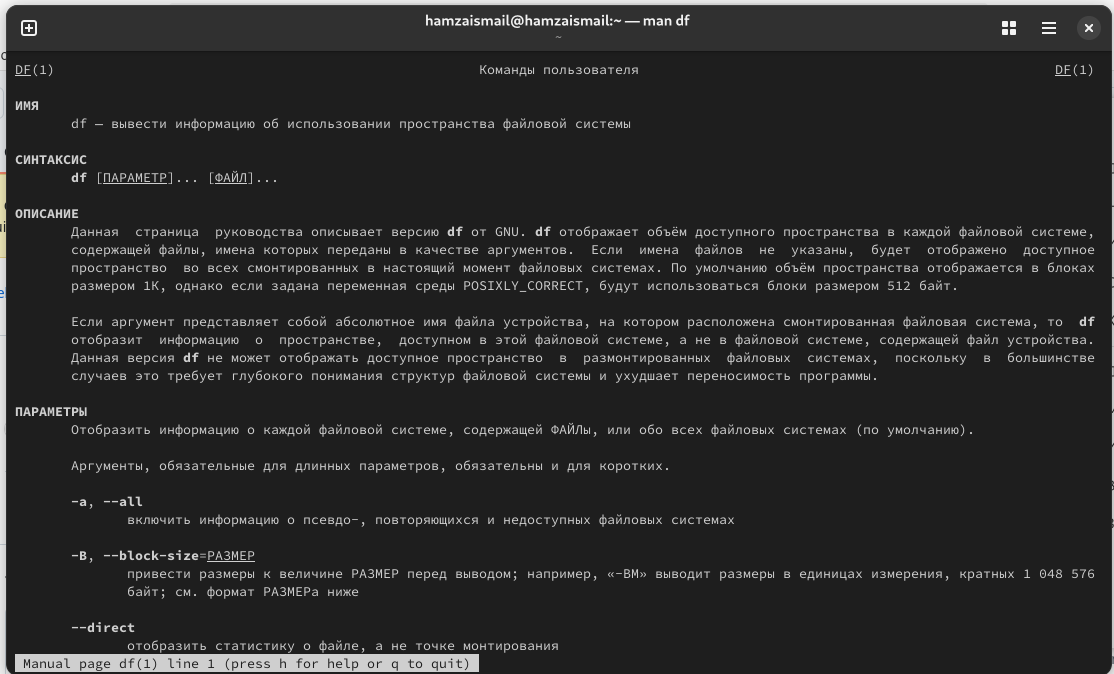 hamzaismail@hamzaismail:~ — man df
~
DF(1) Команды пользователя DF(1)
ИМЯ
df — вывести информацию об использовании пространства файловой системы
СИНТАКСИС
df [ПАРАМЕТР]... [ФАЙЛ]...
ОПИСАНИЕ
Данная страница руководства описывает версию df от GNU. df отображает объём доступного пространства в каждой файловой системе,
содержащей файлы, имена которых переданы в качестве аргументов. Если имена файлов не указаны, будет отображено доступное
пространство во всех смонтированных в настоящий момент файловых системах. По умолчанию объём пространства отображается в блоках
размером 1K, однако если задана переменная среды POSIXLY_CORRECT, будут использоваться блоки размером 512 байт.
Если аргумент представляет собой абсолютное имя файла устройства, на котором расположена смонтированная файловая система, то df
отобразит информацию о пространстве, доступном в этой файловой системе, а не в файловой системе, содержащей файл устройства.
Данная версия df не может отображать доступное пространство в размонтированных файловых системах, поскольку в большинстве
случаев это требует глубокого понимания структур файловой системы и ухудшает переносимость программы.
ПАРАМЕТРЫ
Отобразить информацию о каждой файловой системе, содержащей ФАЙЛы, или обо всех файловых системах (по умолчанию).
Аргументы, обязательные для длинных параметров, обязательны и для коротких.
-a, --all
включить информацию о псевдо-, повторяющихся и недоступных файловых системах
-B, --block-size=РАЗМЕР
привести размеры к величине РАЗМЕР перед выводом; например, «-BM» выводит размеры в единицах измерения, кратных 1 048 576
байт; см. формат РАЗМЕРа ниже
--direct
отобразить статистику о файле, а не точке монтирования
Manual page df(1) line 1 (press h for help or q to quit)